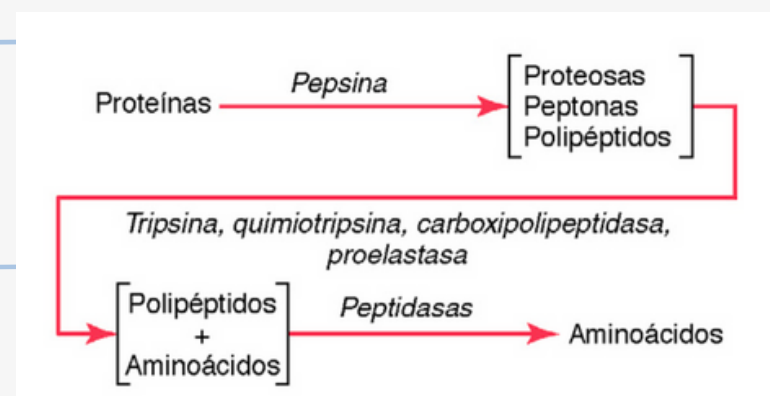 Proteínas
Pepsina
Proteosas
Peptonas
Polipéptidos
Tripsina, quimiotripsina, carboxipolipeptidasa,
proelastasa
Polipéptidos
+
Aminoácidos
Peptidasas
Aminoácidos